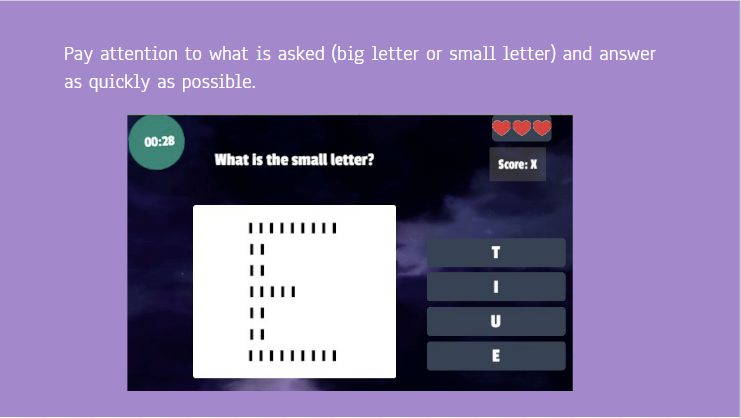 Pay attention to what is asked (big letter or small letter) and answer
as quickly as possible.
00:28
What is the small letter?
Score: X
I I I I I I I I I
I I
I I
I I I I I
I I
I I
I I I I I I I I I
T
I
U
E